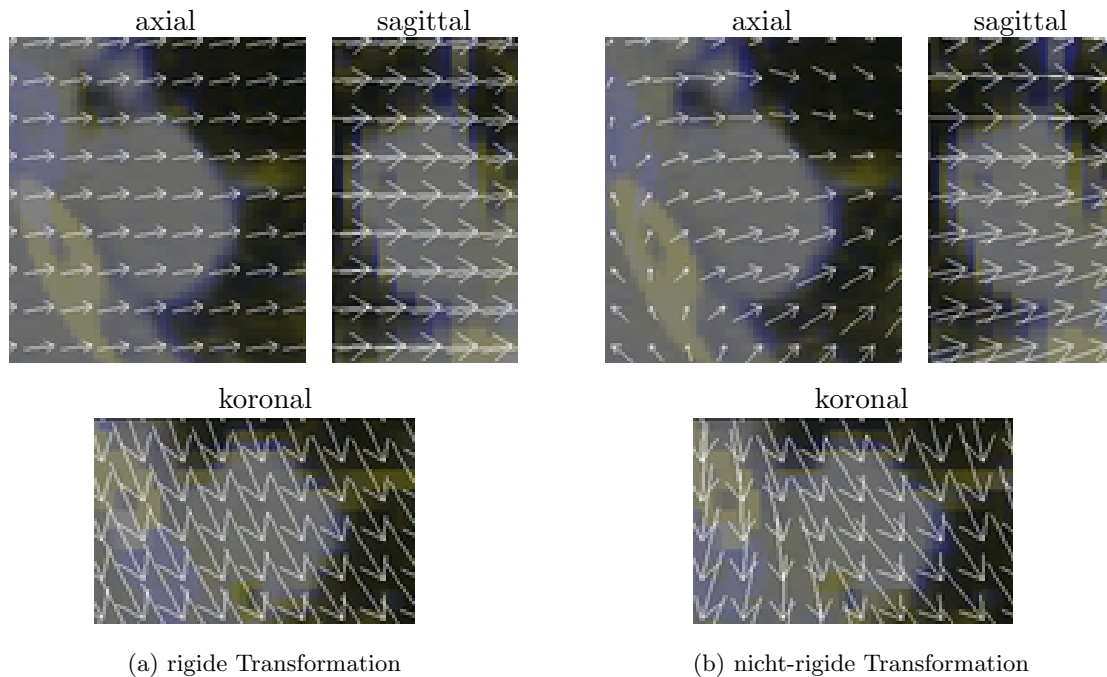 axial sagittal axial sagittal
koronal koronal
(a) rigide Transformation (b) nicht-rigide Transformation